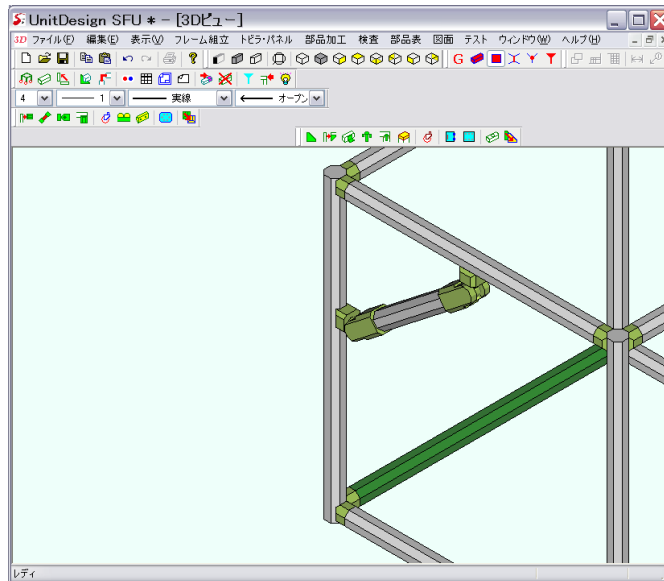 UnitDesign SFU * - [3Dビュー]
3D ファイル(F) 編集(E) 表示(V) フレーム組立 トビラ・パネル 部品加工 検査 部品表 図面 テスト ウィンドウ(W) ヘルプ(H)
G
4 1 実線 オープン
レディ